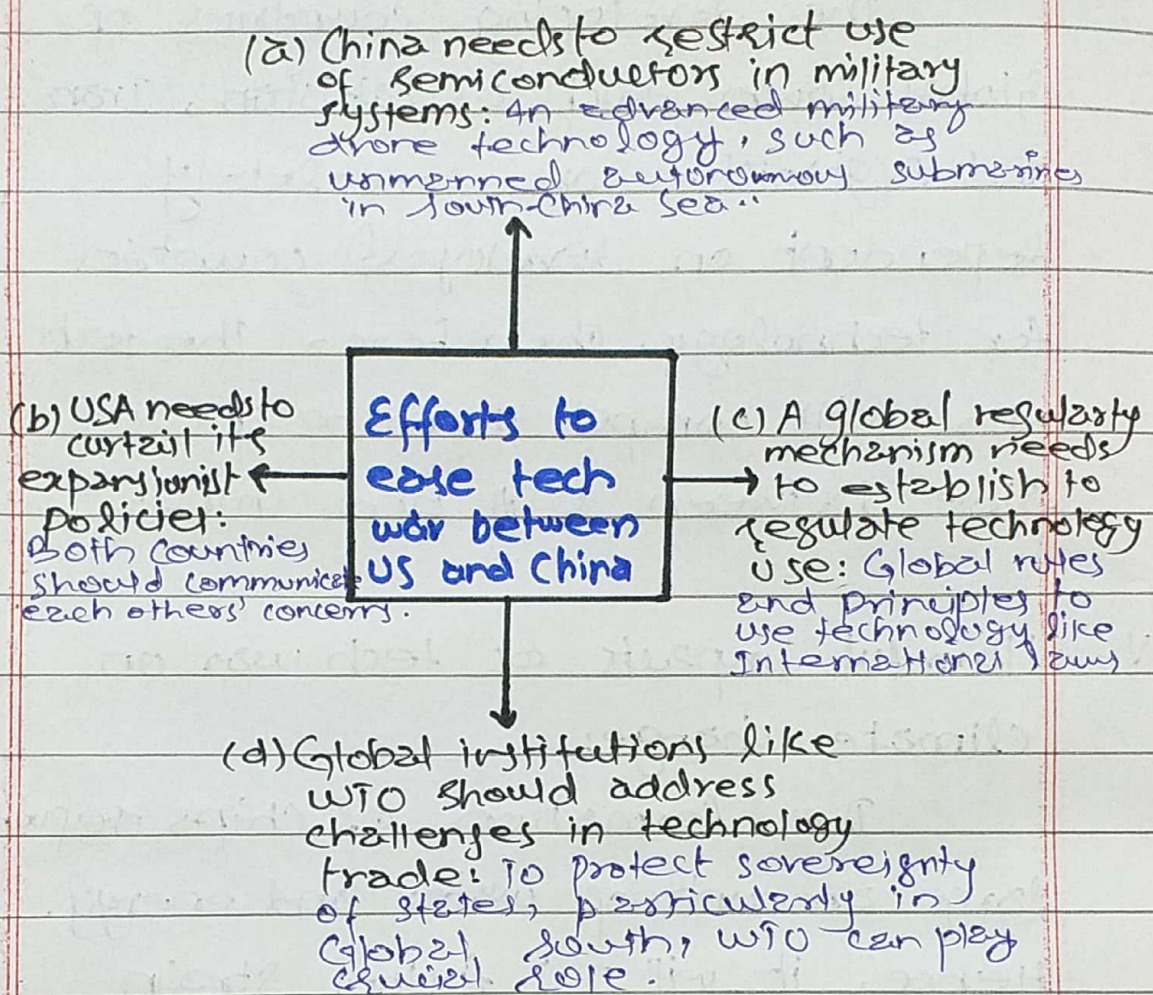 (a) China needs to restrict use
of semiconductors in military
systems: An advanced military
drone technology, such as
unmanned autonomous submarines
in South-China Sea..
(b) USA needs to
curtail its
expansionist
policies:
Both countries
should communicate
each others' concerns.
Efforts to
ease tech
war between
US and China
(c) A global regularty
mechanism needs
to establish to
regulate technology
use: Global rules
and principles to
use technology like
International laws
(d) Global institutions like
WTO should address
challenges in technology
trade: To protect sovereignty
of states, particularly in
Global South, WTO can play
crucial role.